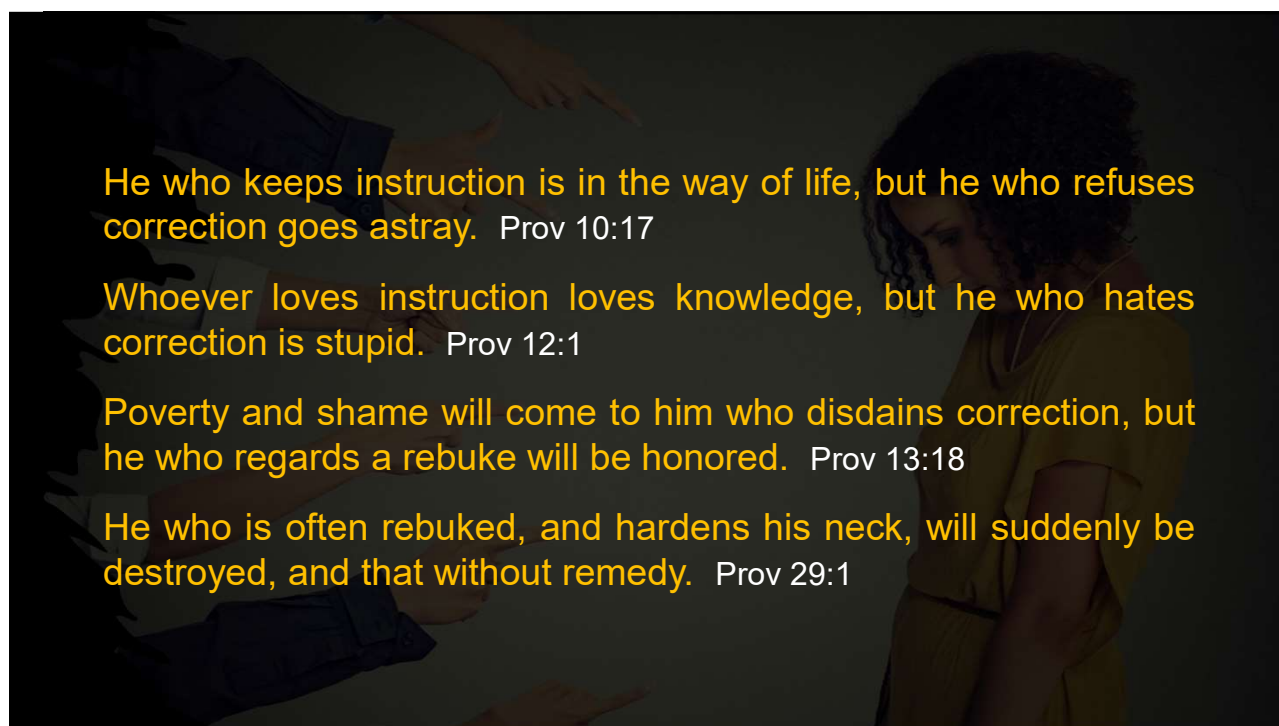 He who keeps instruction is in the way of life, but he who refuses
correction goes astray. Prov 10:17
Whoever loves instruction loves knowledge, but he who hates
correction is stupid. Prov 12:1
Poverty and shame will come to him who disdains correction, but
he who regards a rebuke will be honored. Prov 13:18
He who is often rebuked, and hardens his neck, will suddenly be
destroyed, and that without remedy. Prov 29:1